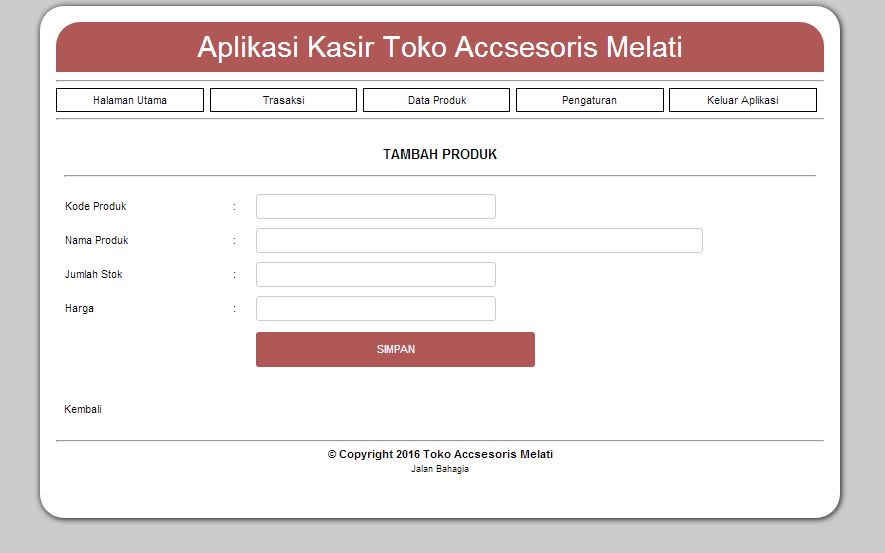 Aplikasi Kasir Toko Accsesoris Melati
Halaman Utama Trasaksi Data Produk Pengaturan Keluar Aplikasi
TAMBAH PRODUK
Kode Produk :
Nama Produk :
Jumlah Stok :
Harga :
SIMPAN
Kembali
© Copyright 2016 Toko Accsesoris Melati
Jalan Bahagia